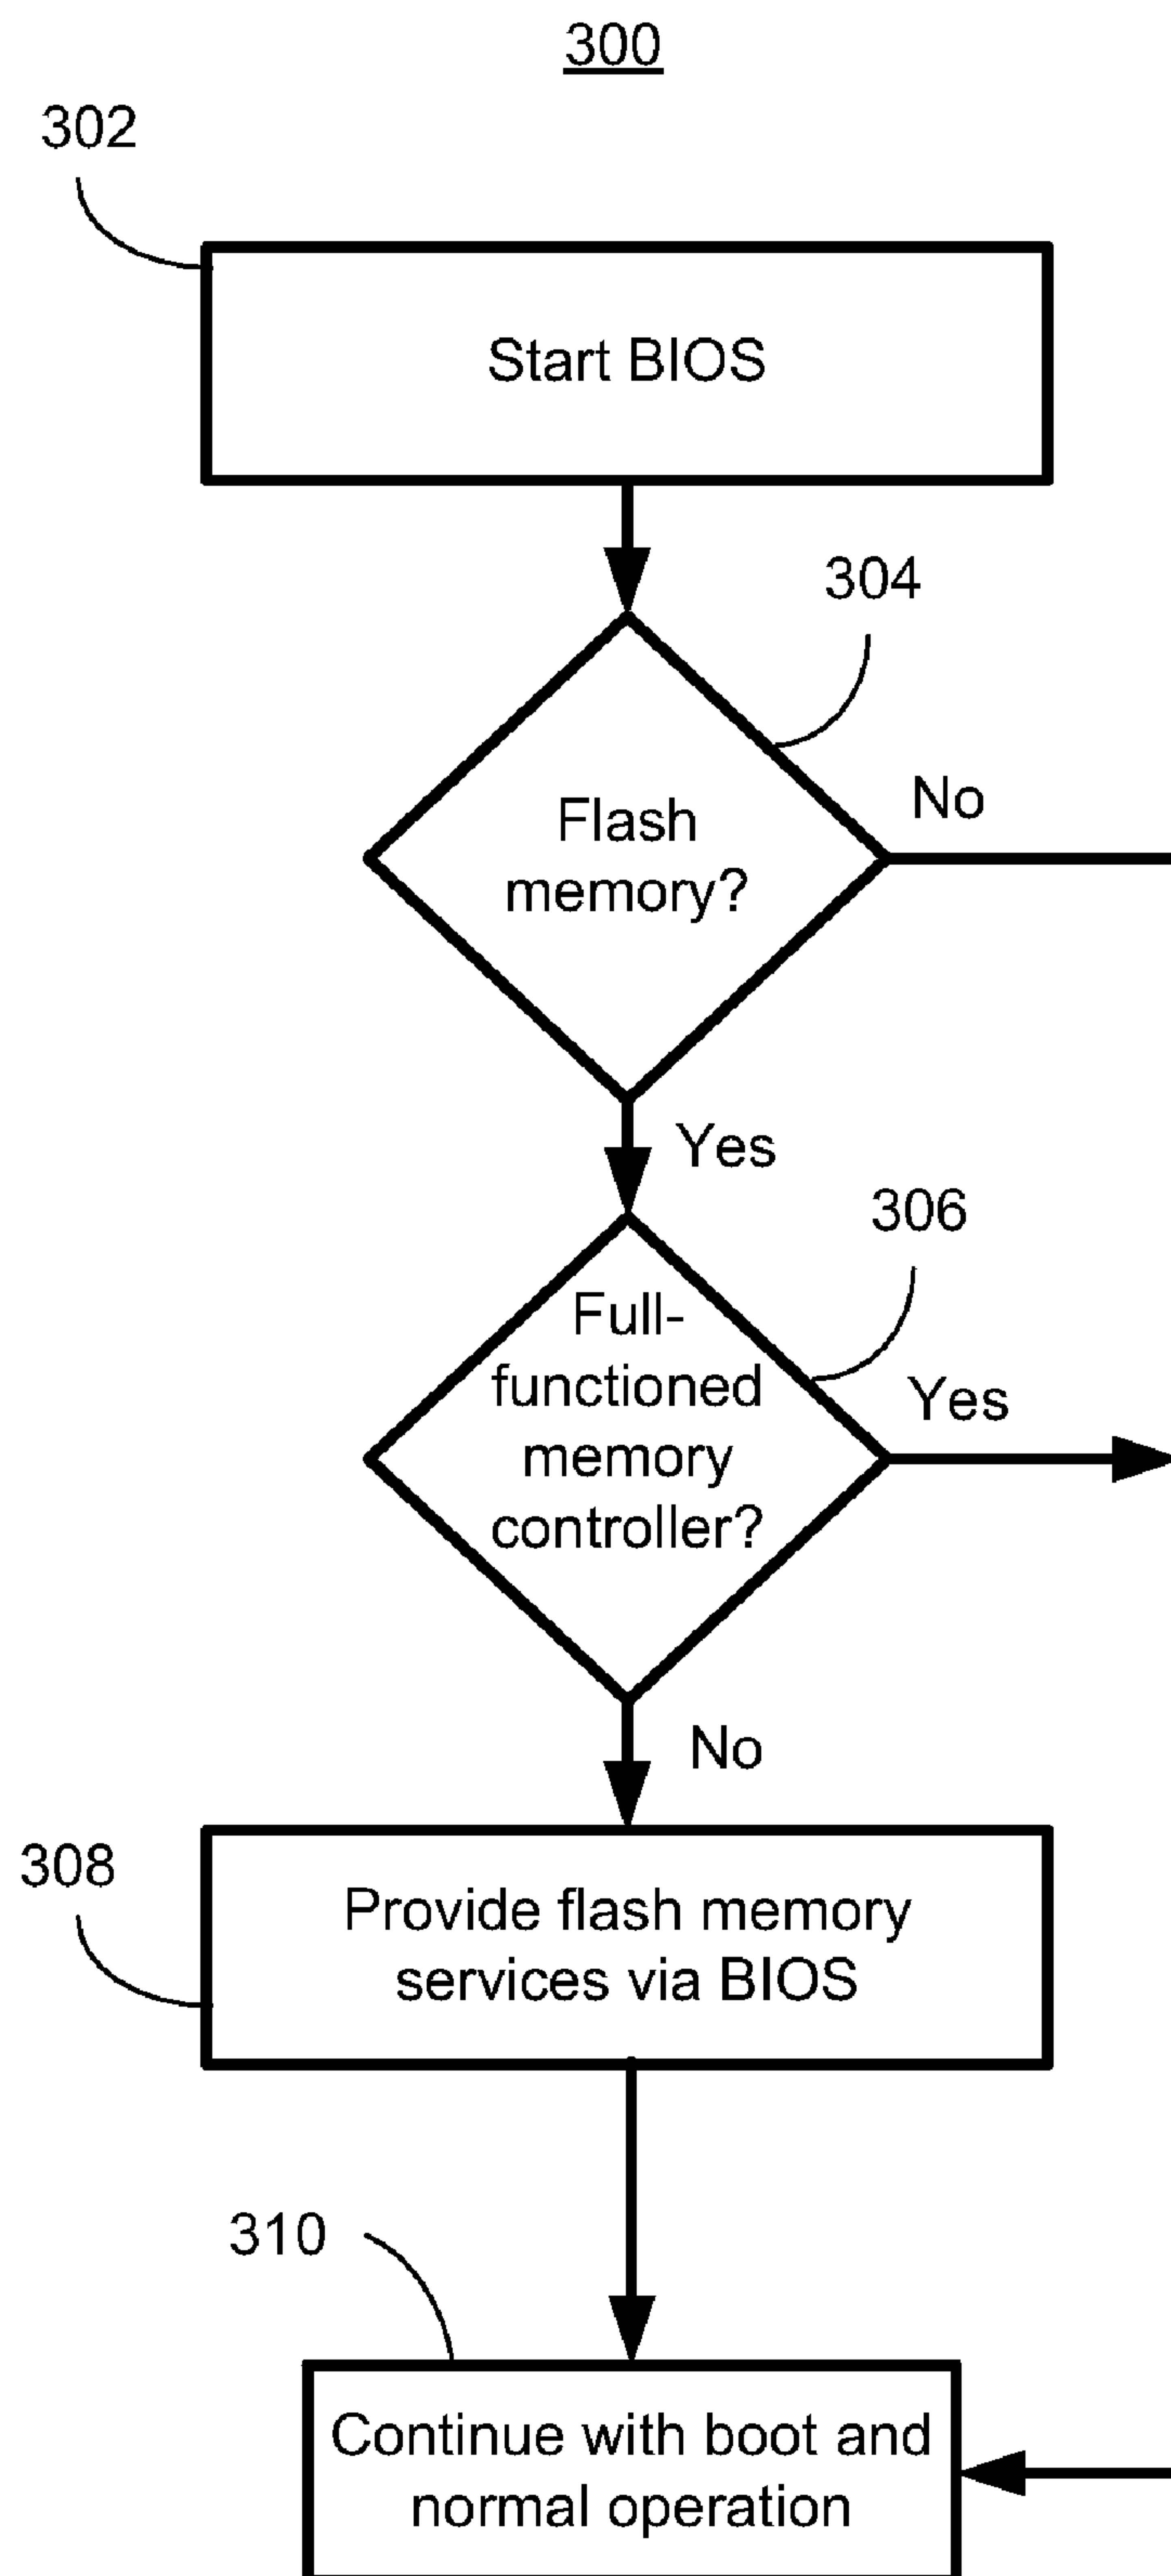 300
302
Start BIOS
304
Flash
memory?
No
Yes
306
Full-
functioned
memory
controller?
Yes
No
308
Provide flash memory
services via BIOS
310
Continue with boot and
normal operation